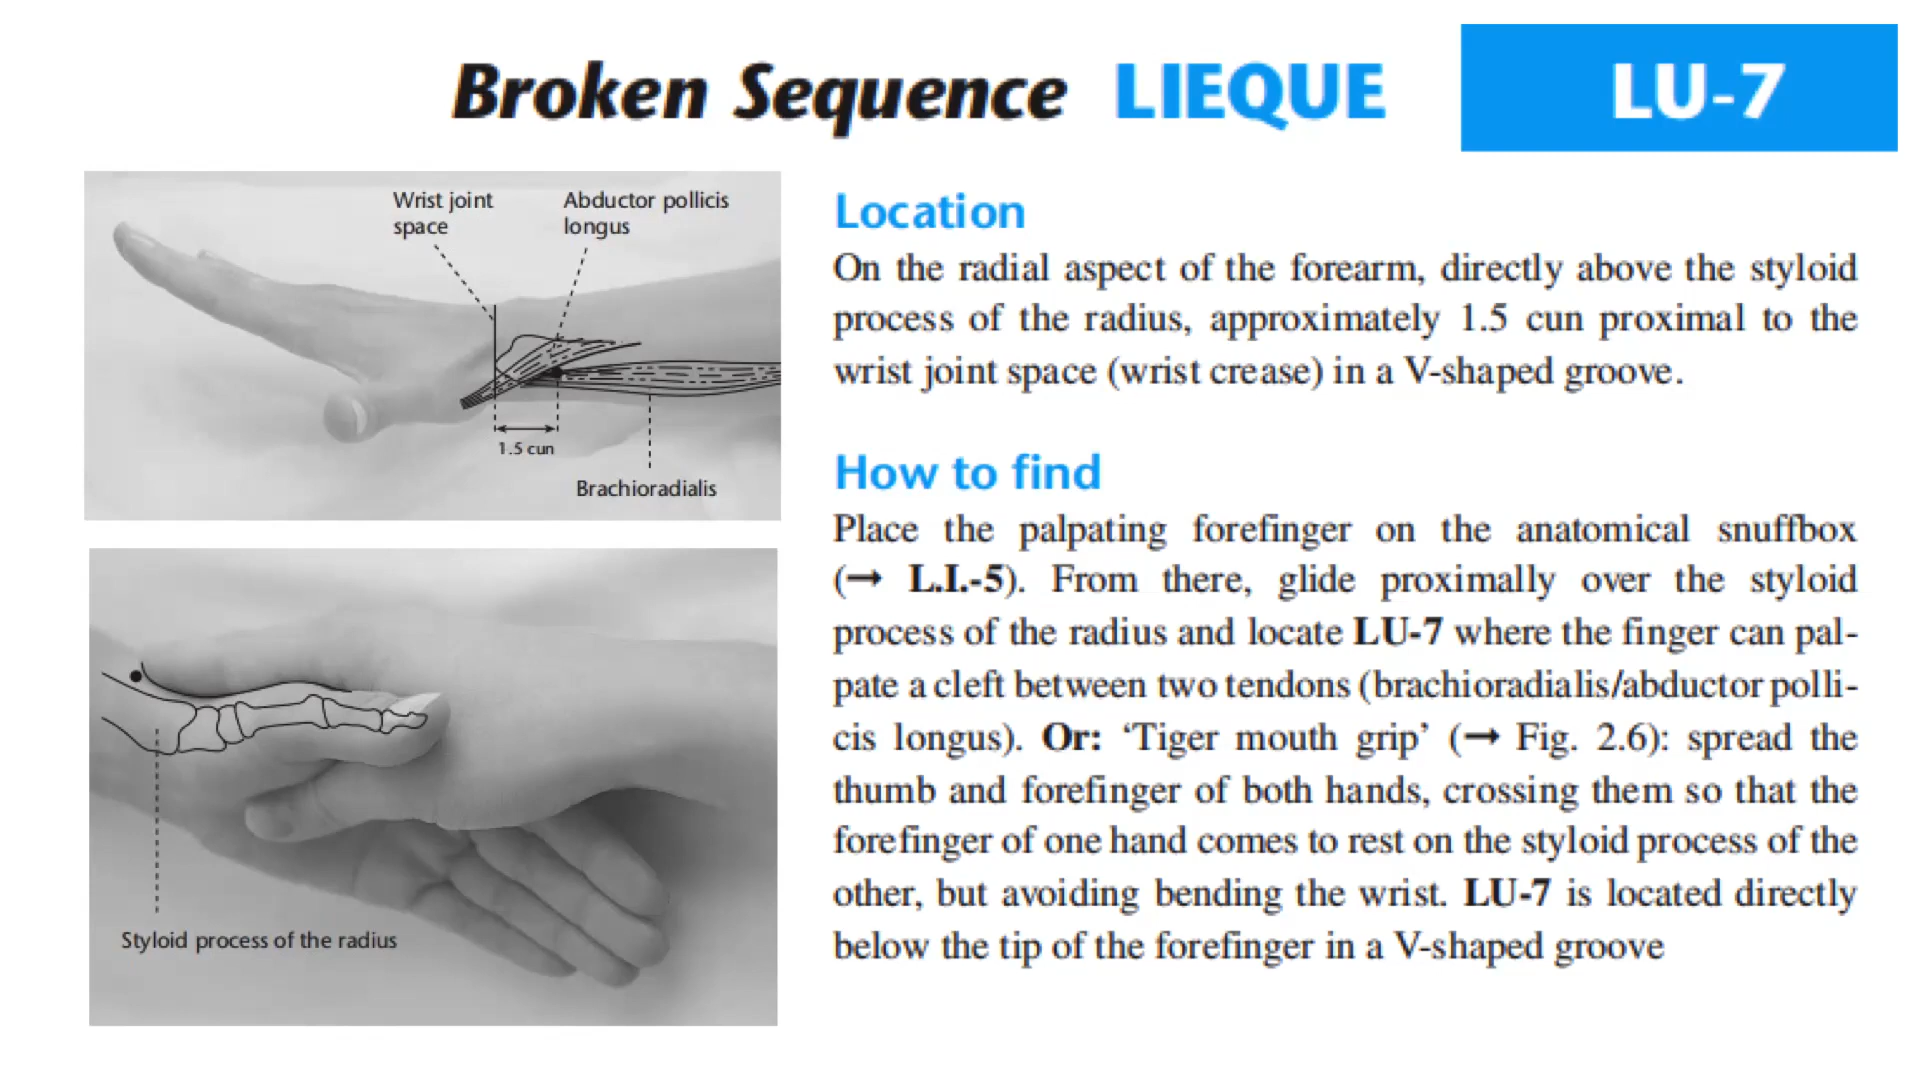 Broken Sequence LIEQUE LU-7
Wrist joint
space
Abductor pollicis
longus
1.5 cun
Brachioradialis
Styloid process of the radius
Location
On the radial aspect of the forearm, directly above the styloid
process of the radius, approximately 1.5 cun proximal to the
wrist joint space (wrist crease) in a V-shaped groove.
How to find
Place the palpating forefinger on the anatomical snuffbox
(→ L.I.-5). From there, glide proximally over the styloid
process of the radius and locate LU-7 where the finger can pal-
pate a cleft between two tendons (brachioradialis/abductor polli-
cis longus). Or: ‘Tiger mouth grip’ (→ Fig. 2.6): spread the
thumb and forefinger of both hands, crossing them so that the
forefinger of one hand comes to rest on the styloid process of the
other, but avoiding bending the wrist. LU-7 is located directly
below the tip of the forefinger in a V-shaped groove